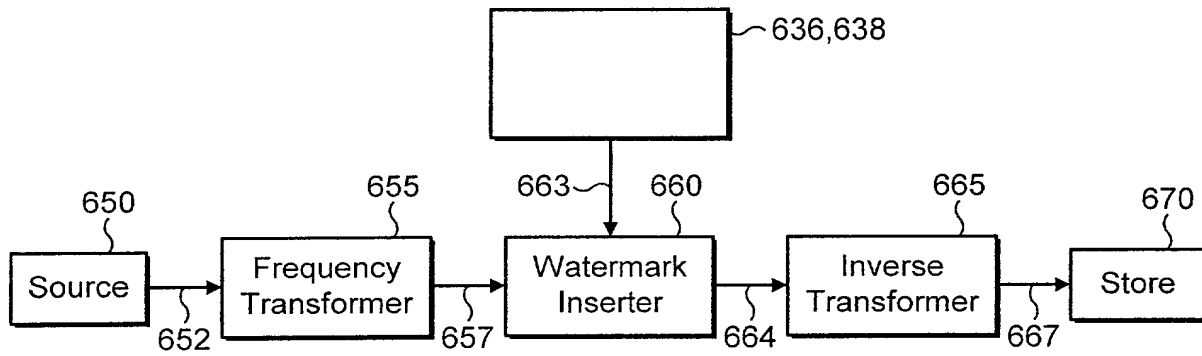 636,638
663
655
660
665
650
670
Source
Frequency
Transformer
Watermark
Inserter
Inverse
Transformer
Store
652
657
664
667